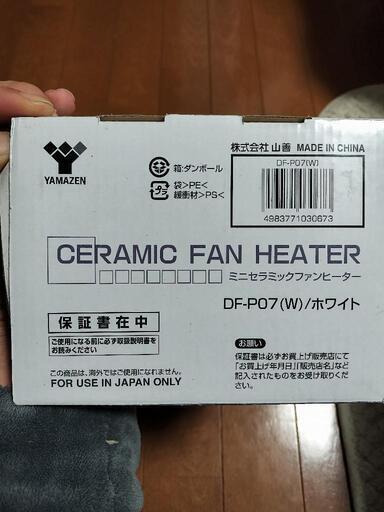 YAMAZEN
箱:ダンボール
プラ
袋>PE<
緩衝材>PS<
株式会社 山善 MADE IN CHINA
DF-P07(W)
4983771030673
CERAMIC FAN HEATER
ミニセラミックファンヒーター
DF-P07(W)/ホワイト
保証書在中
ご使用になる前に必ず取扱説明書を
お読みください
この商品は、海外ではご使用になれません。
FOR USE IN JAPAN ONLY
お願い
保証書は必ずお買上げ販売店にて
「お買上げ年月日」「販売店名」など
記入されたものをお受け取りくだ
さい。